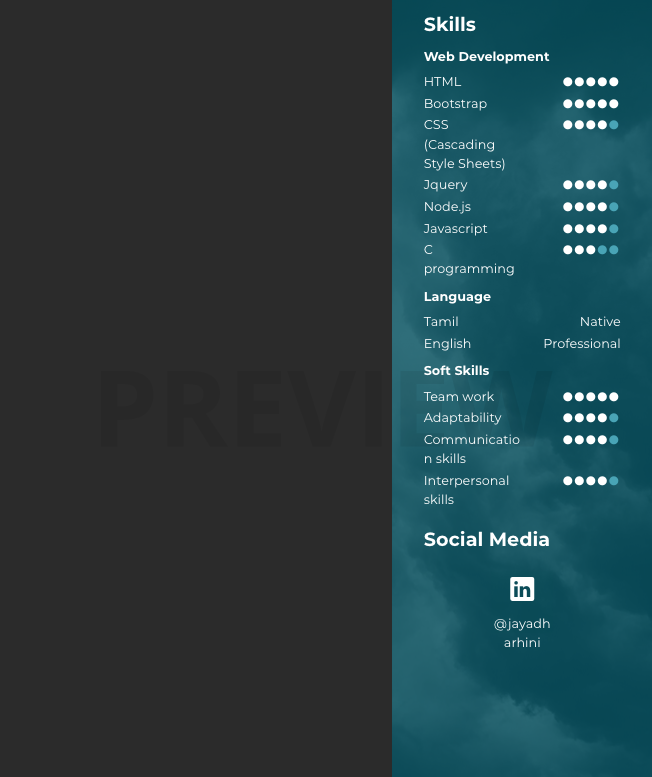 Skills
Web Development
HTML
Bootstrap
CSS
(Cascading
Style Sheets)
Jquery
Node.js
Javascript
C
programming
Language
Tamil Native
English Professional
PREVIEW
Soft Skills
Team work
Adaptability
Communicatio
n skills
Interpersonal
skills
Social Media
in
@jayadh
arhini